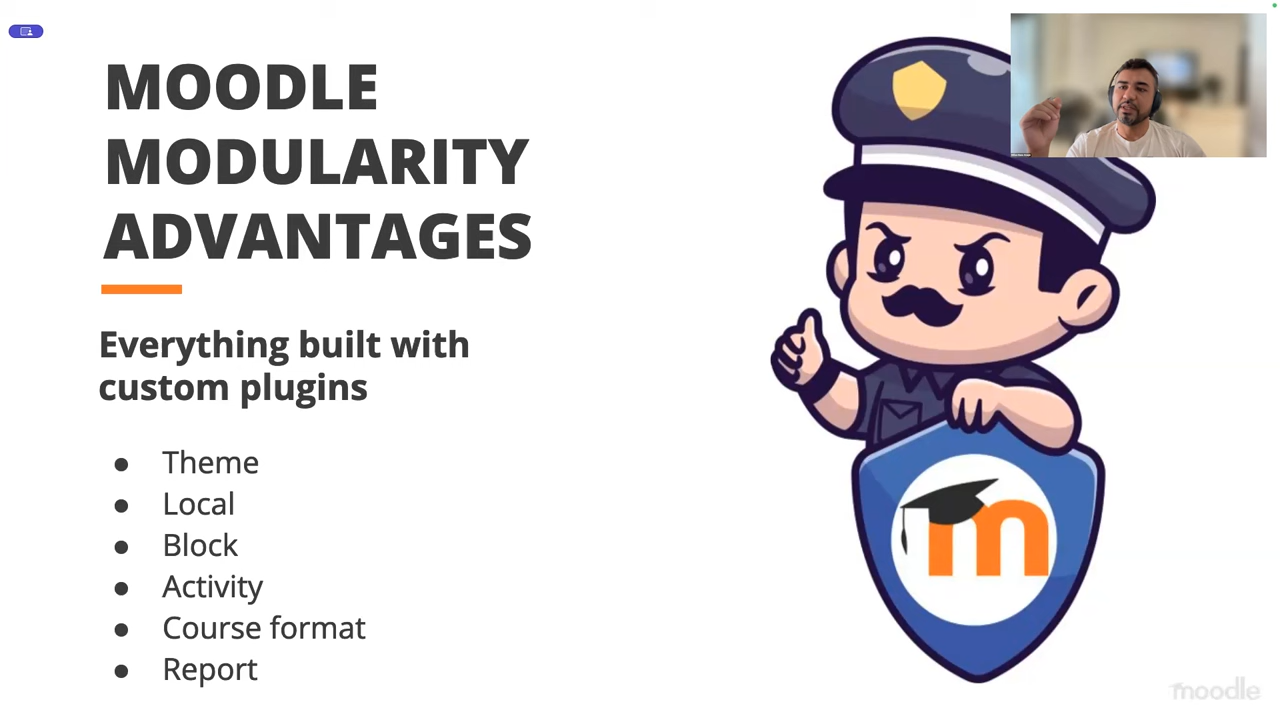 MOODLE
MODULARITY
ADVANTAGES
Everything built with
custom plugins
● Theme
● Local
● Block
● Activity
● Course format
● Report
m
moodle